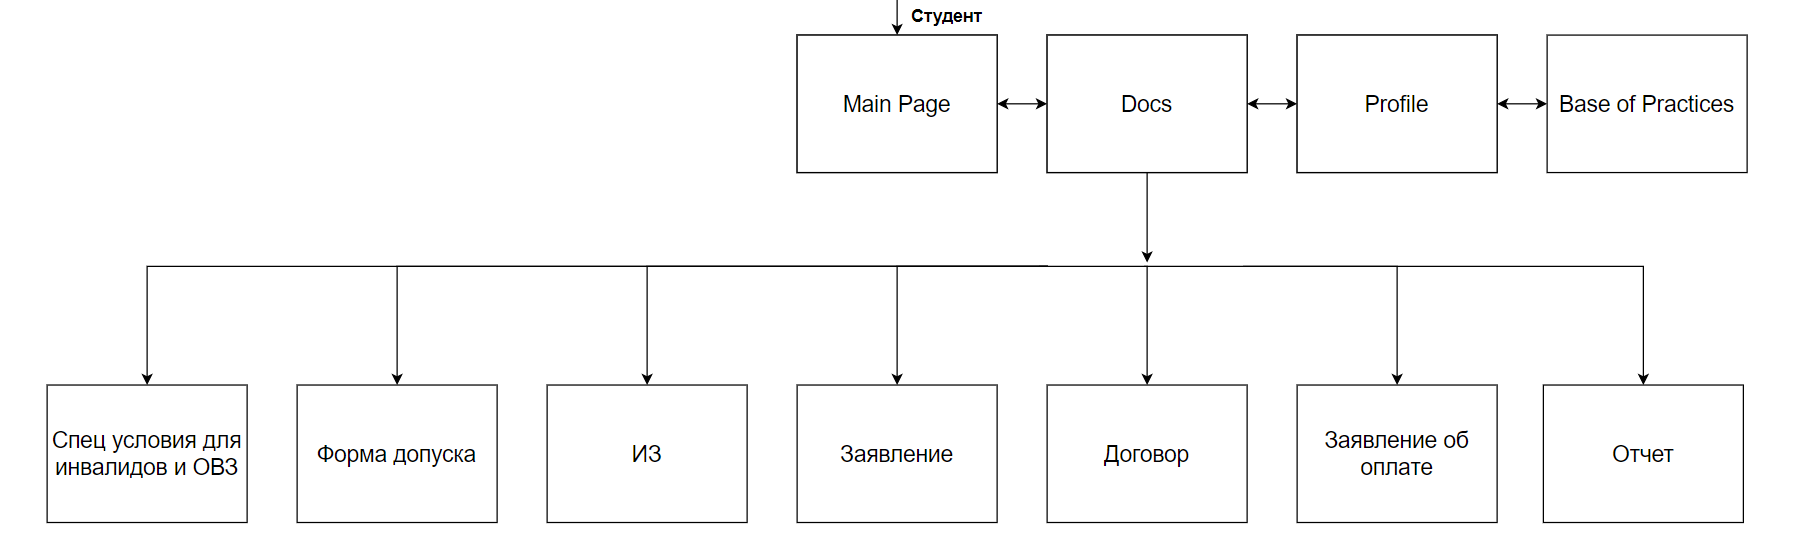 Студент
Main Page
Docs
Profile
Base of Practices
Спец условия для
инвалидов и ОВЗ
Форма допуска
ИЗ
Заявление
Договор
Заявление об
оплате
Отчет